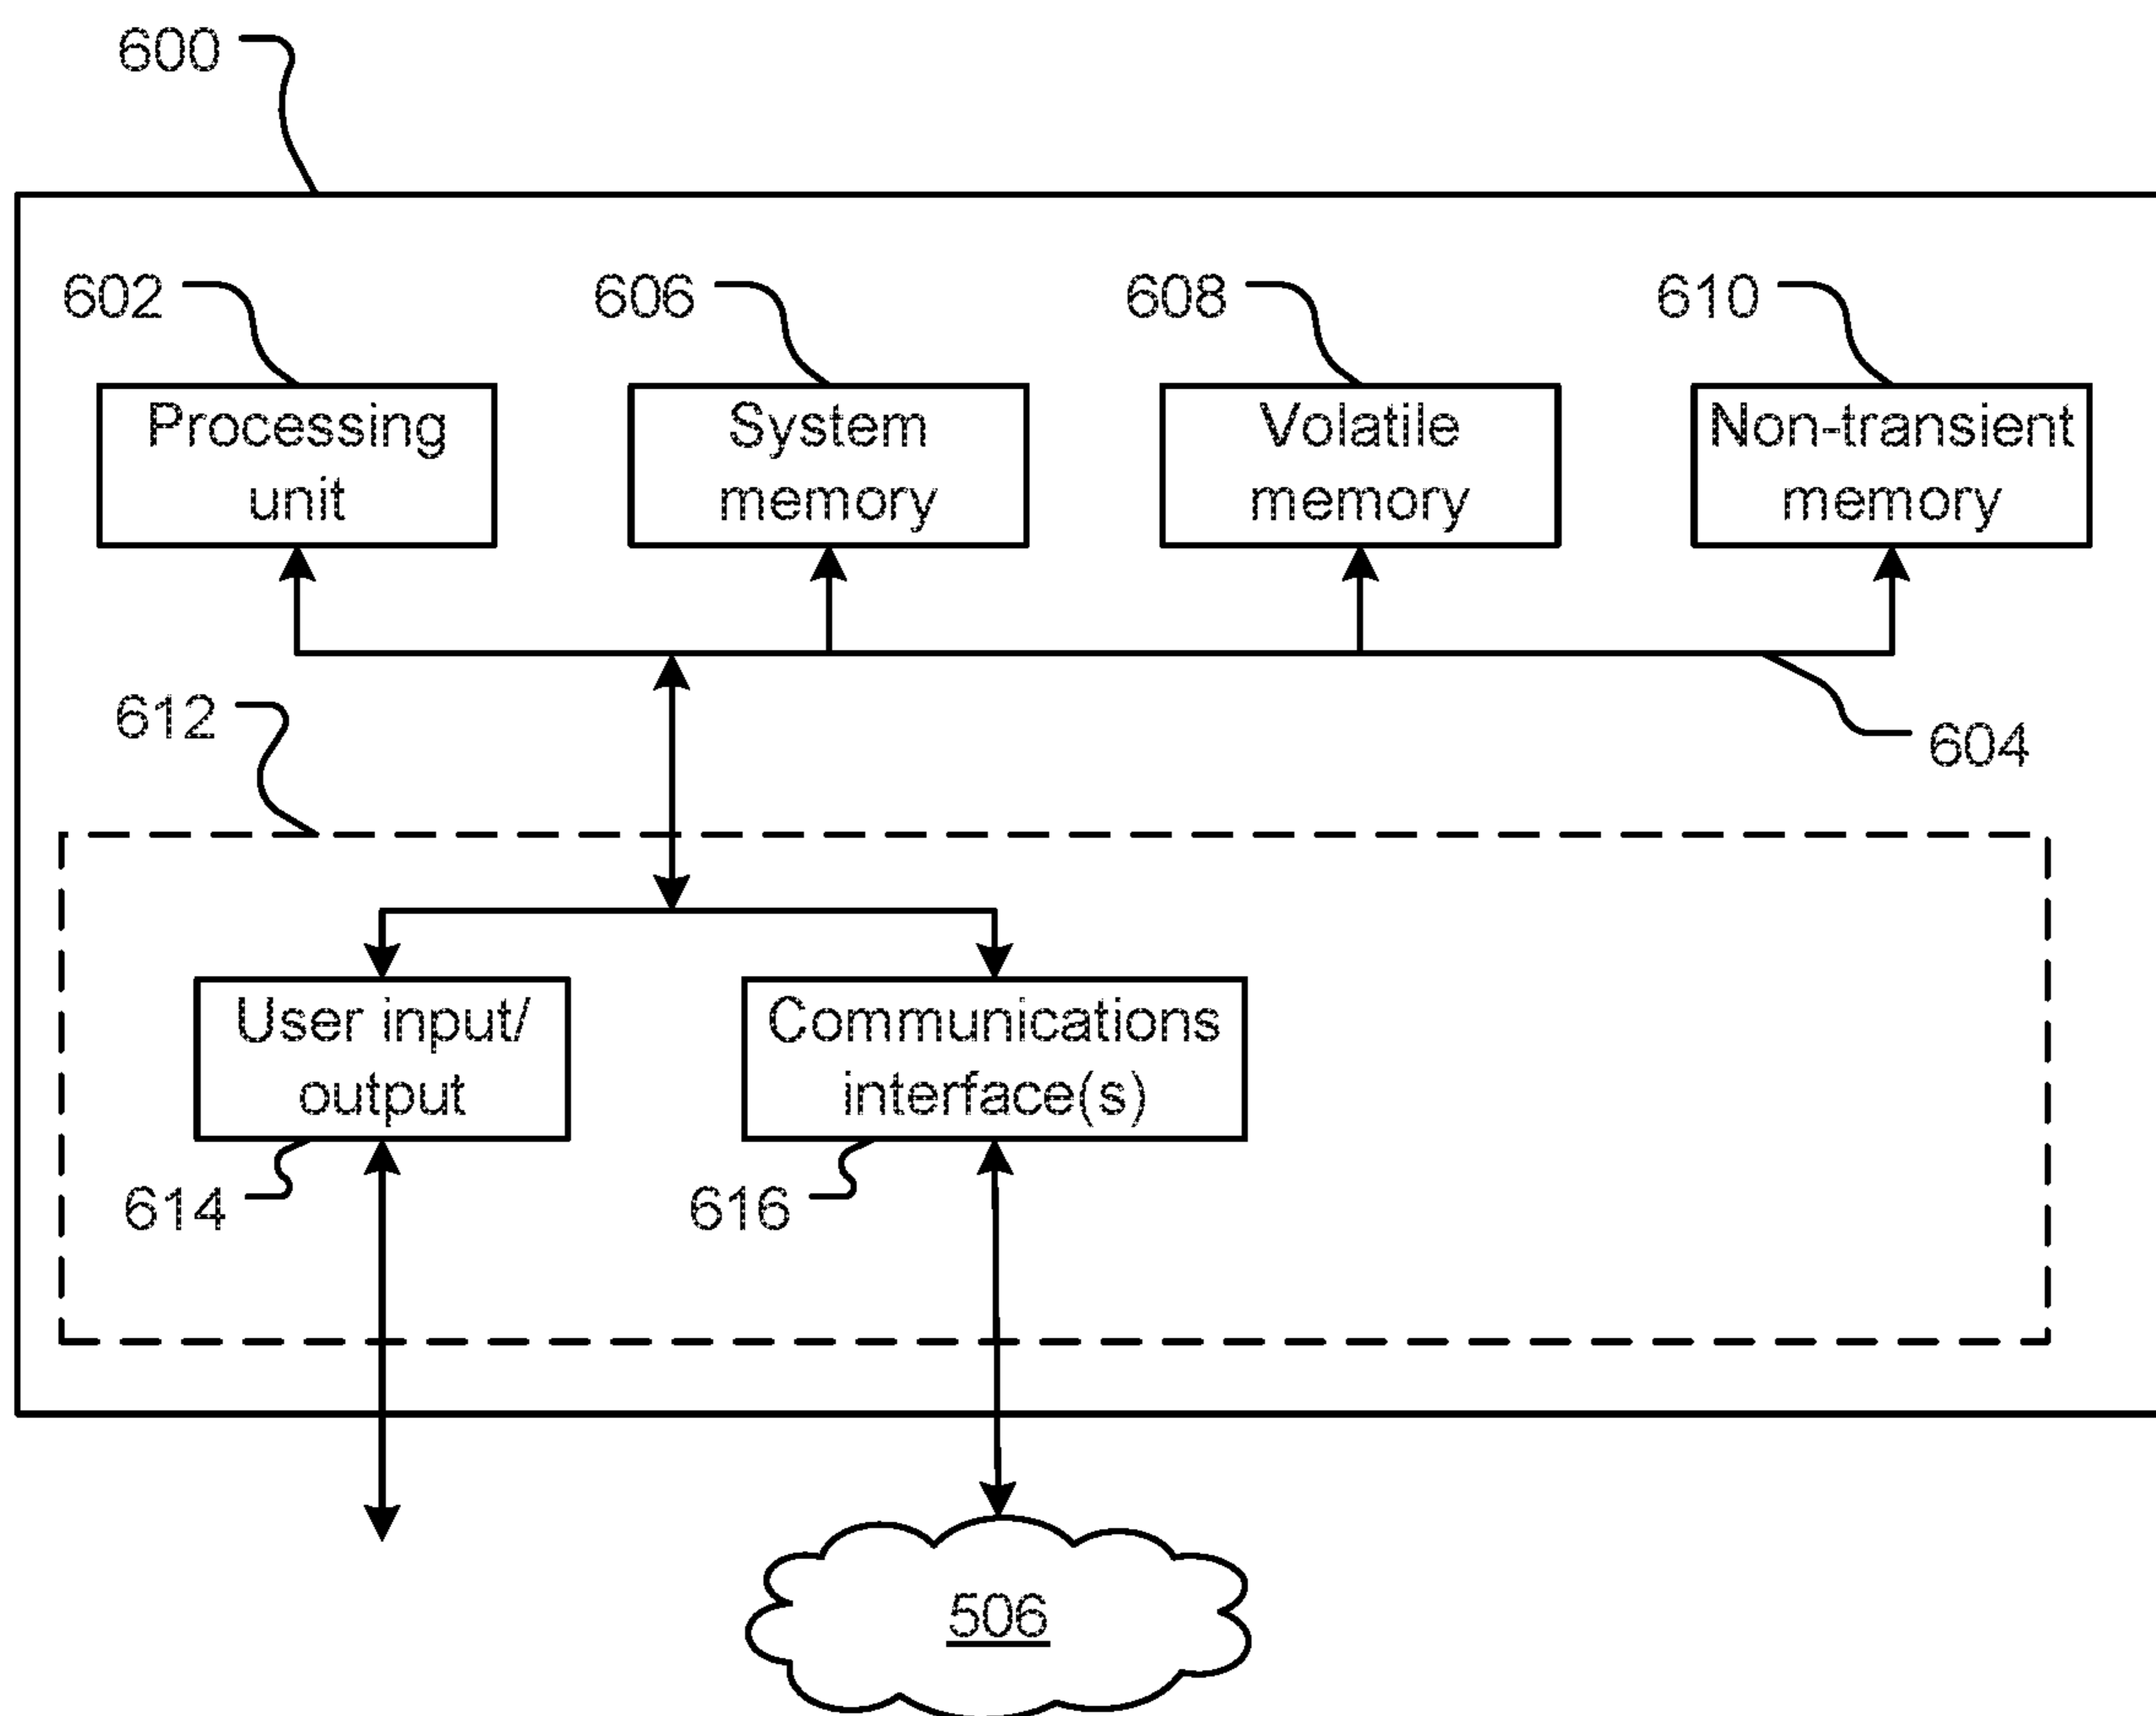 600
602
606
608
610
Processing
unit
System
memory
Volatile
memory
Non-transient
memory
612
604
User input/
output
Communications
interface(s)
614
616
506